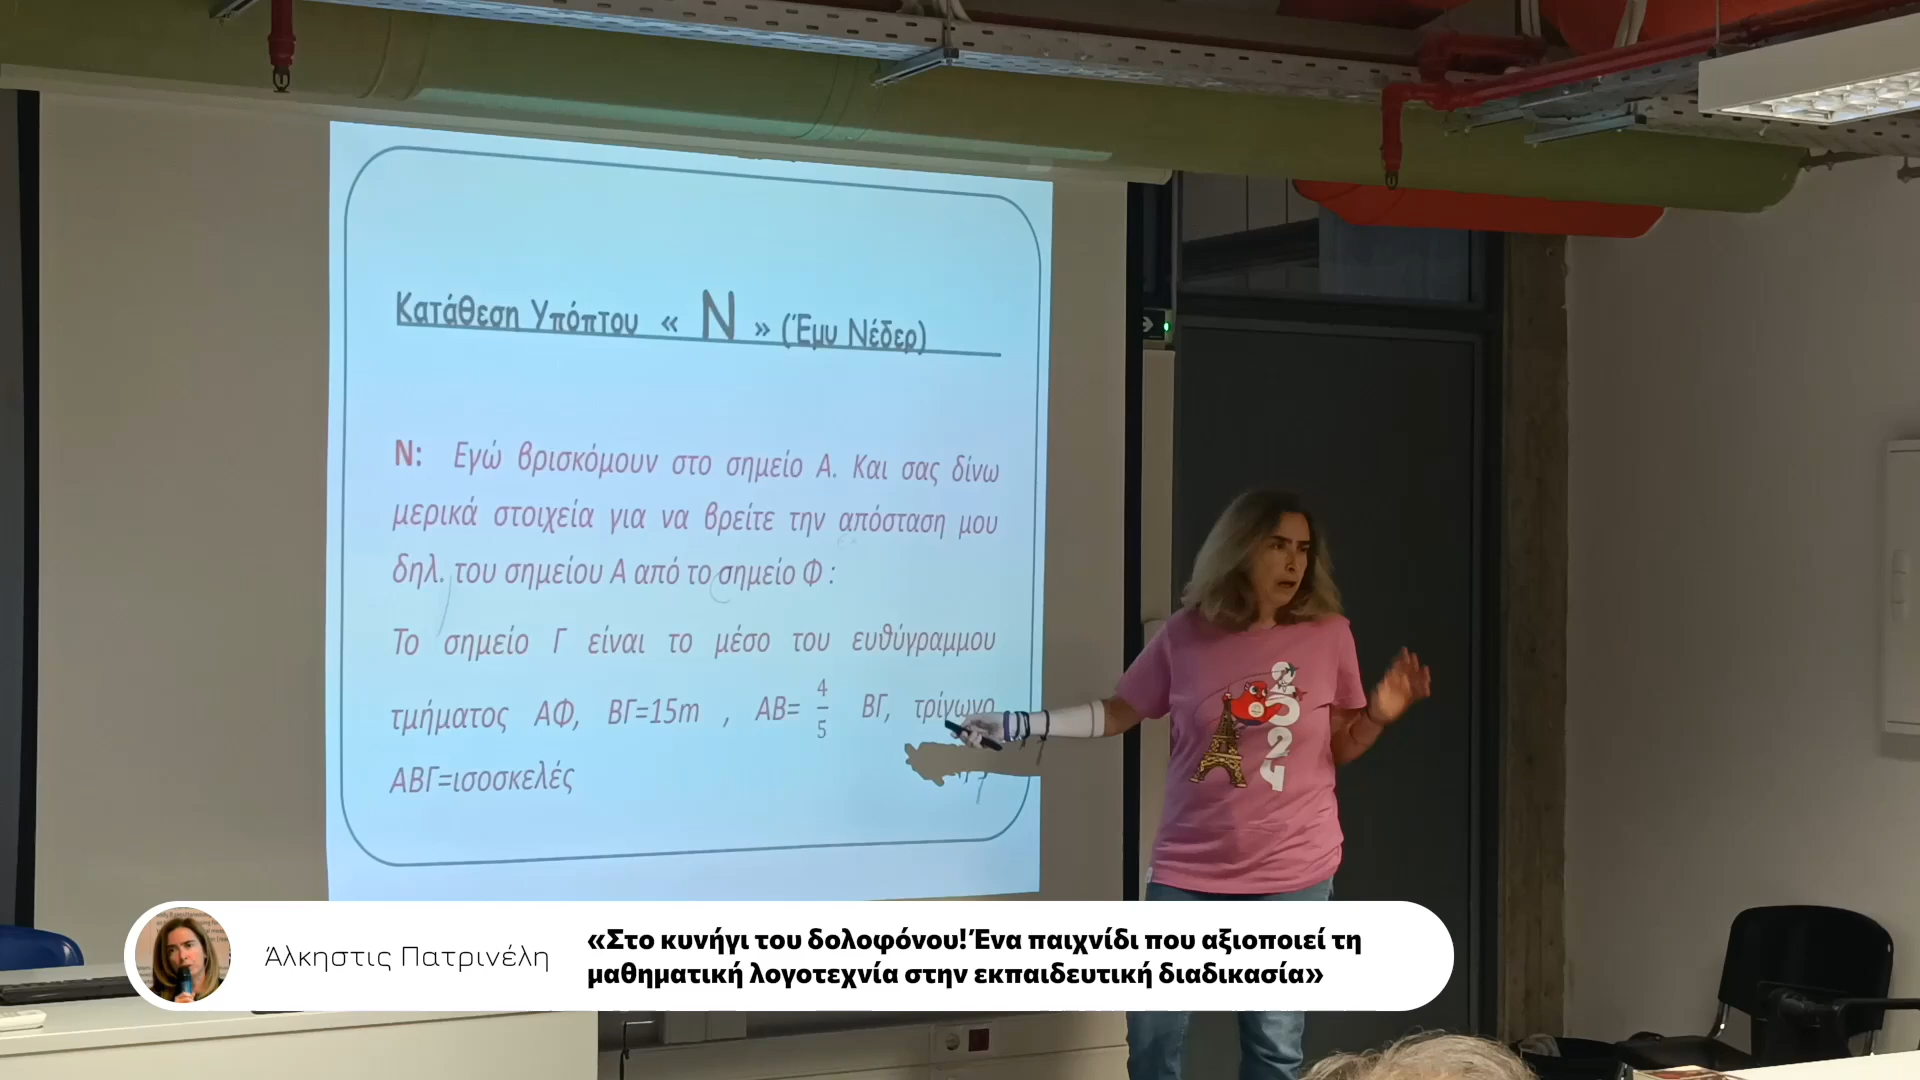 Κατάθεση Υπόπτου « Ν » (Έμυ Νέδερ)
Ν: Εγώ βρισκόμουν στο σημείο Α. Και σας δίνω
μερικά στοιχεία για να βρείτε την απόσταση μου
δηλ. του σημείου Α από το σημείο Φ :
Το σημείο Γ είναι το μέσο του ευθύγραμμου
τμήματος ΑΦ, ΒΓ=15m , ΑΒ= 4/5 ΒΓ, τρίγωνο
ΑΒΓ=ισοσκελές
2024
Άλκηστις Πατρινέλη
«Στο κυνήγι του δολοφόνου! Ένα παιχνίδι που αξιοποιεί τη
μαθηματική λογοτεχνία στην εκπαιδευτική διαδικασία»